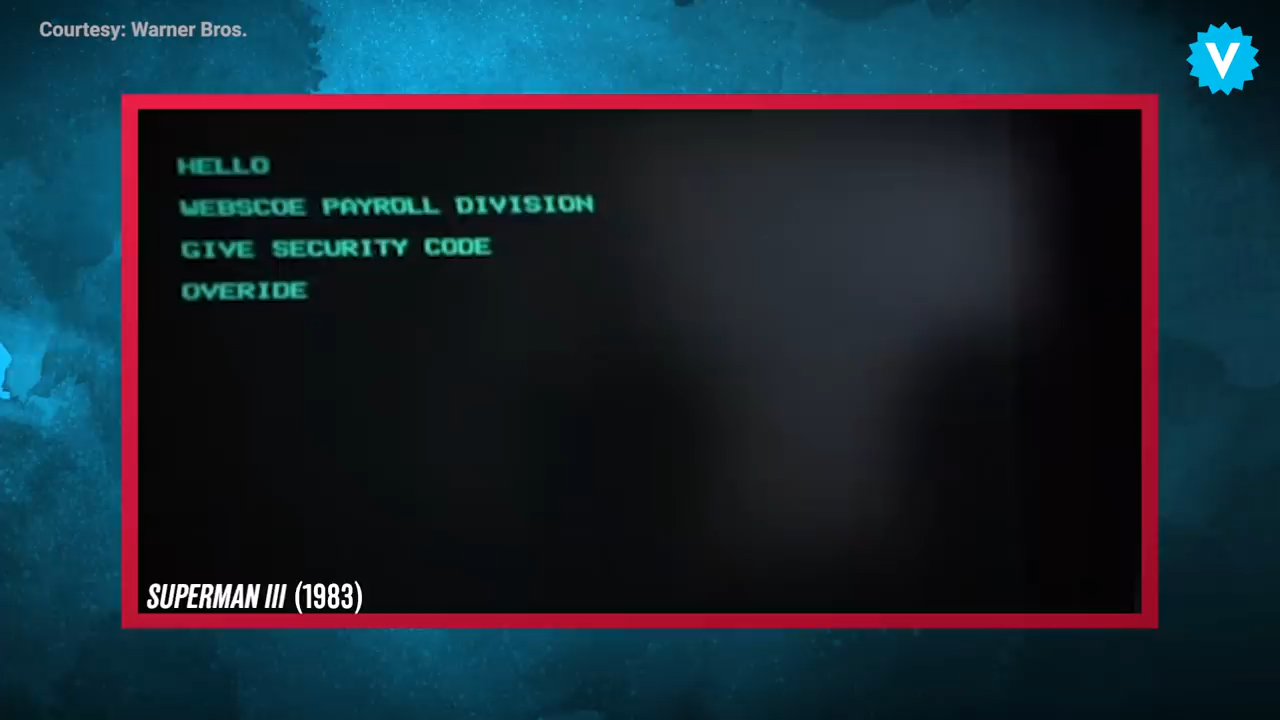 Courtesy: Warner Bros.
V
HELLO
WEBSCOE PAYROLL DIVISION
GIVE SECURITY CODE
OVERIDE
SUPERMAN III (1983)